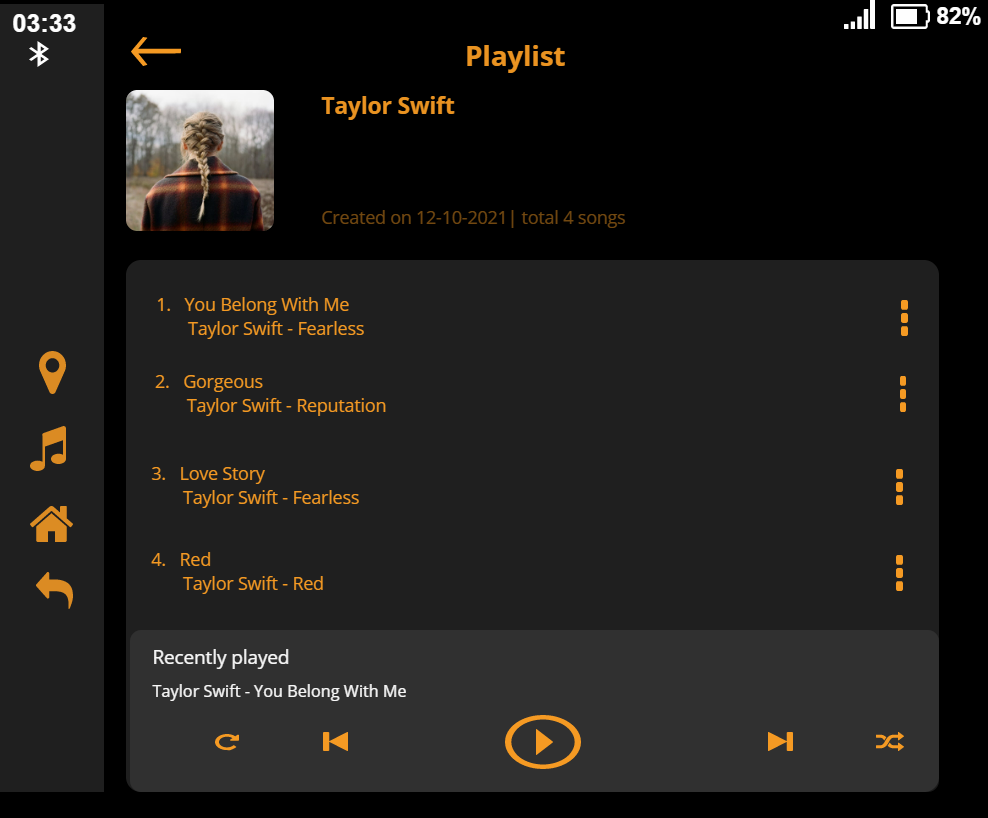 03:33
82%
Playlist
Taylor Swift
Created on 12-10-2021| total 4 songs
1. You Belong With Me
Taylor Swift - Fearless
2. Gorgeous
Taylor Swift - Reputation
3. Love Story
Taylor Swift - Fearless
4. Red
Taylor Swift - Red
Recently played
Taylor Swift - You Belong With Me